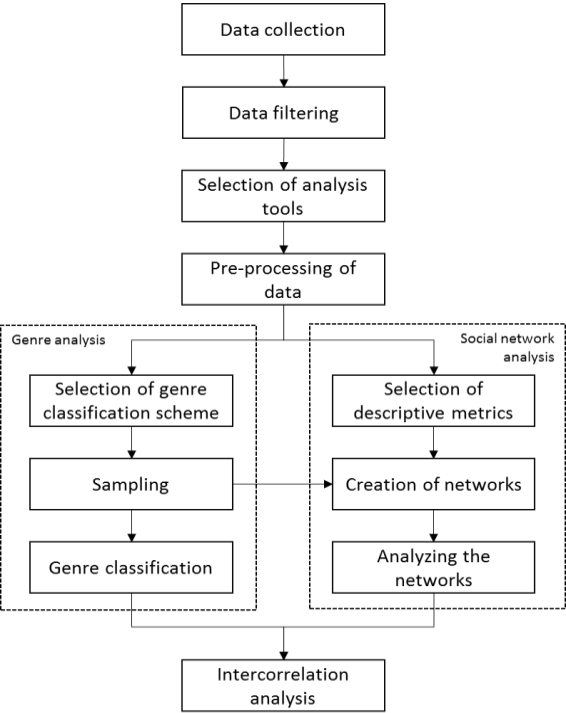 Data collection
Data filtering
Selection of analysis
tools
Pre-processing of
data
Genre analysis
Selection of genre
classification scheme
Sampling
Genre classification
Social network
analysis
Selection of
descriptive metrics
Creation of networks
Analyzing the
networks
Intercorrelation
analysis